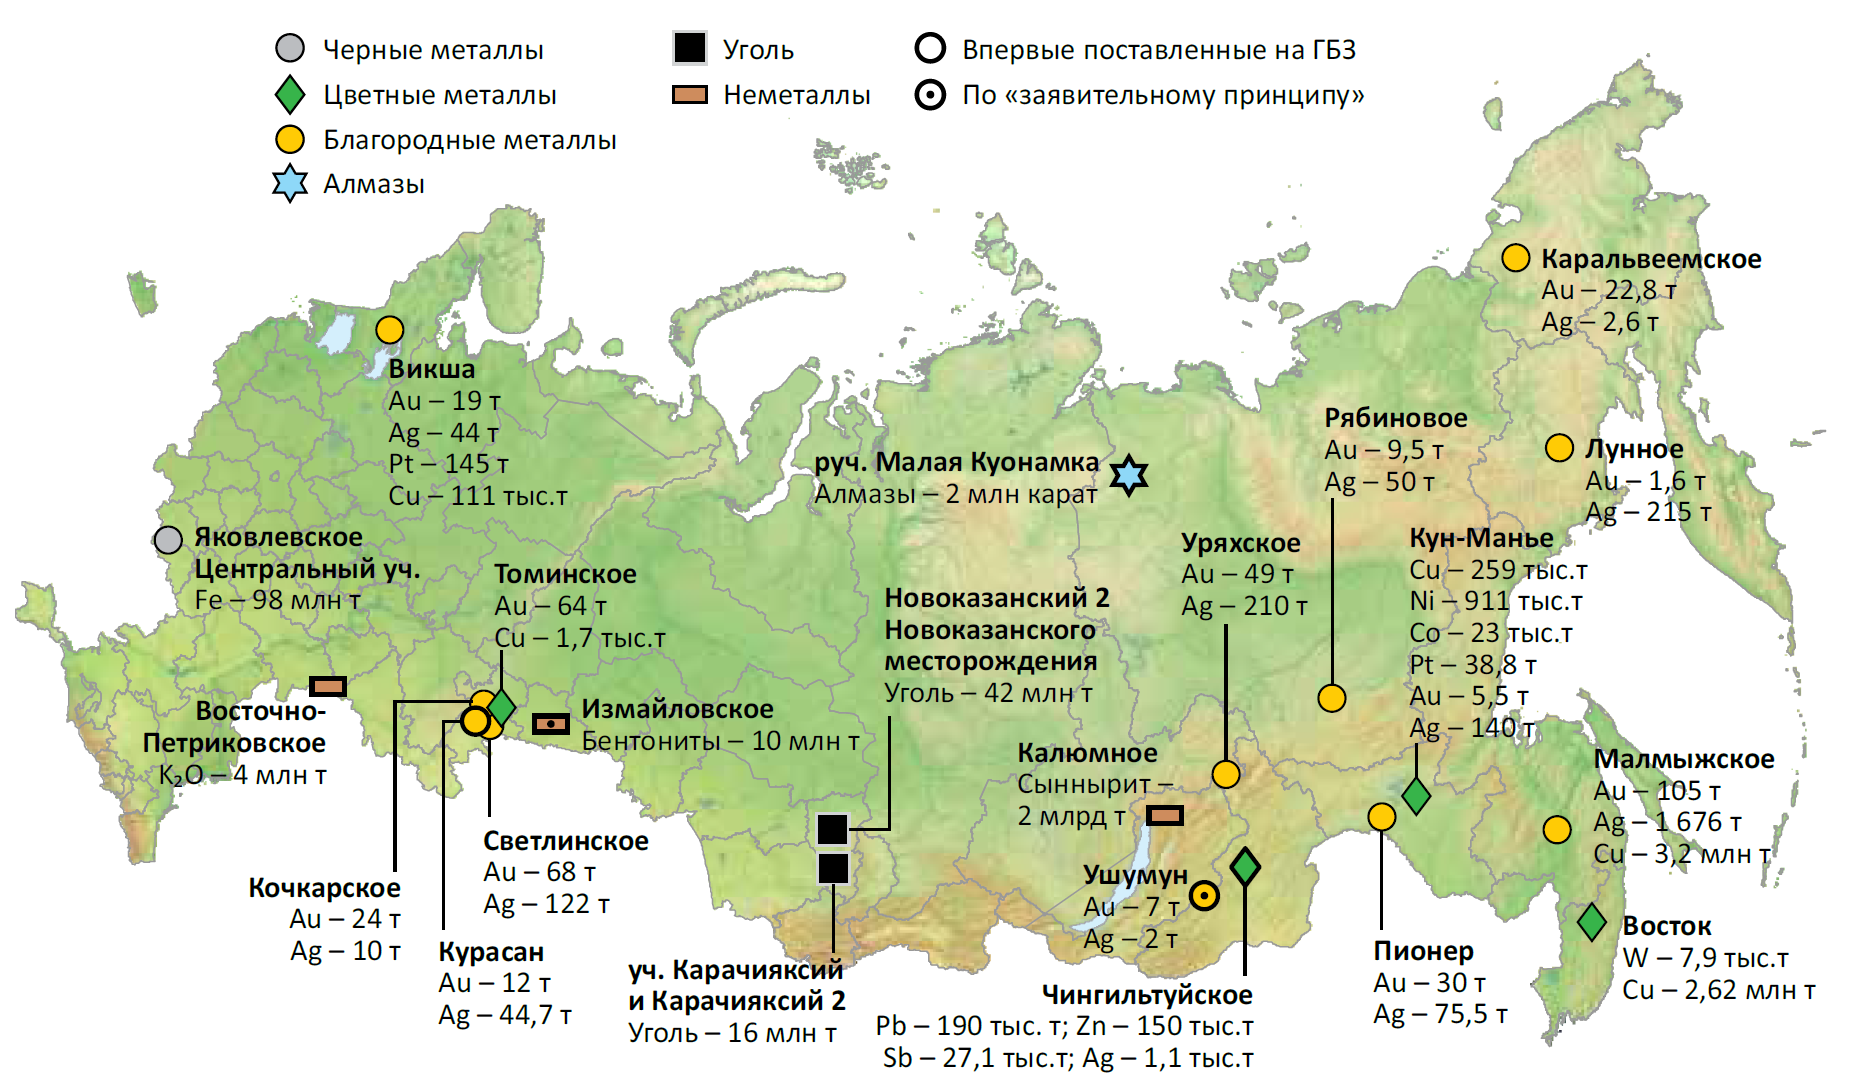 Черные металлы
Цветные металлы
Благородные металлы
Алмазы
Уголь
Неметаллы
Впервые поставленные на ГБЗ
По «заявительному принципу»
Каральвеемское
Au – 22,8 т
Ag – 2,6 т
Викша
Au – 19 т
Ag – 44 т
Pt – 145 т
Cu – 111 тыс.т
руч. Малая Куонамка
Алмазы – 2 млн карат
Рябиновое
Au – 9,5 т
Ag – 50 т
Лунное
Au – 1,6 т
Ag – 215 т
Яковлевское
Центральный уч.
Fe – 98 млн т
Томинское
Au – 64 т
Cu – 1,7 тыс.т
Новоказанский 2
Новоказанского
месторождения
Уголь – 42 млн т
Уряхское
Au – 49 т
Ag – 210 т
Кун-Манье
Cu – 259 тыс.т
Ni – 911 тыс.т
Co – 23 тыс.т
Pt – 38,8 т
Au – 5,5 т
Ag – 140 т
Восточно-
Петриковское
K₂O – 4 млн т
Измайловское
Бентониты – 10 млн т
Калюмное
Сыннырит –
2 млрд т
Малмыжское
Au – 105 т
Ag – 1 676 т
Cu – 3,2 млн т
Светлинское
Au – 68 т
Ag – 122 т
Кочкарское
Au – 24 т
Ag – 10 т
Курасан
Au – 12 т
Ag – 44,7 т
уч. Карачияксий
и Карачияксий 2
Уголь – 16 млн т
Ушумун
Au – 7 т
Ag – 2 т
Чингильтуйское
Pb – 190 тыс. т; Zn – 150 тыс.т
Sb – 27,1 тыс.т; Ag – 1,1 тыс.т
Пионер
Au – 30 т
Ag – 75,5 т
Восток
W – 7,9 тыс.т
Cu – 2,62 млн т